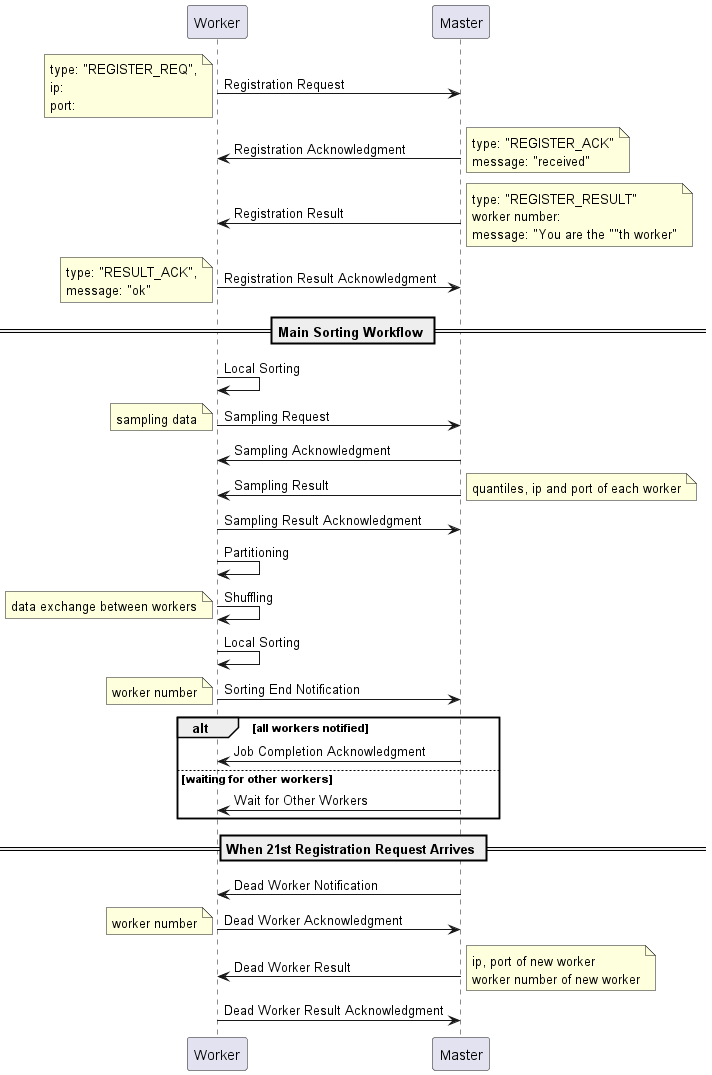 Worker
Master
type: "REGISTER_REQ",
ip:
port:
Registration Request
Registration Acknowledgment
type: "REGISTER_ACK"
message: "received"
Registration Result
type: "REGISTER_RESULT"
worker number:
message: "You are the ""th worker"
type: "RESULT_ACK",
message: "ok"
Registration Result Acknowledgment
Main Sorting Workflow
Local Sorting
sampling data
Sampling Request
Sampling Acknowledgment
Sampling Result
quantiles, ip and port of each worker
Sampling Result Acknowledgment
Partitioning
data exchange between workers
Shuffling
Local Sorting
worker number
Sorting End Notification
alt
[all workers notified]
Job Completion Acknowledgment
[waiting for other workers]
Wait for Other Workers
When 21st Registration Request Arrives
Dead Worker Notification
worker number
Dead Worker Acknowledgment
Dead Worker Result
ip, port of new worker
worker number of new worker
Dead Worker Result Acknowledgment
Worker
Master